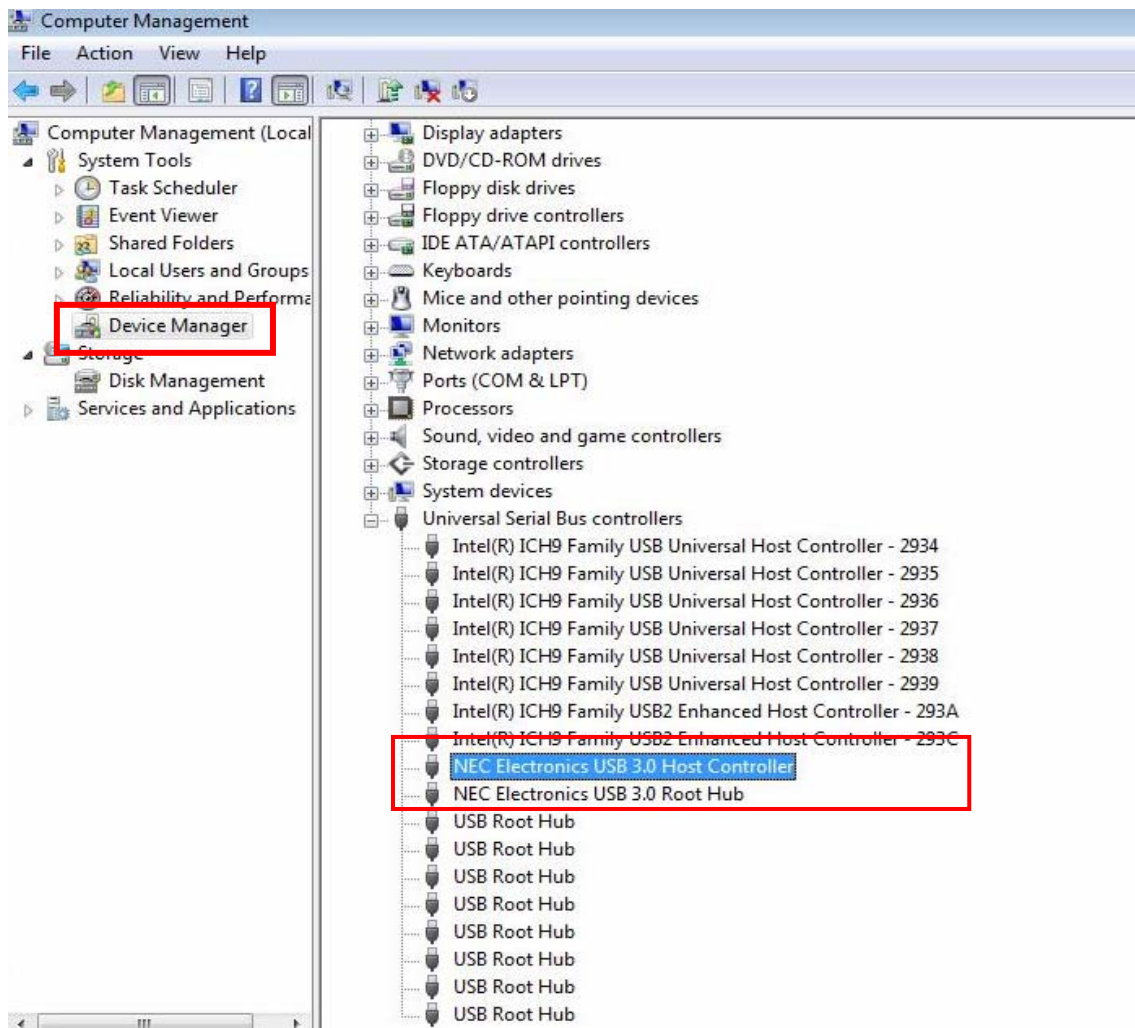 Computer Management
File Action View Help
Computer Management (Local
System Tools
Task Scheduler
Event Viewer
Shared Folders
Local Users and Groups
Reliability and Performa
Device Manager
Storage
Disk Management
Services and Applications
Display adapters
DVD/CD-ROM drives
Floppy disk drives
Floppy drive controllers
IDE ATA/ATAPI controllers
Keyboards
Mice and other pointing devices
Monitors
Network adapters
Ports (COM & LPT)
Processors
Sound, video and game controllers
Storage controllers
System devices
Universal Serial Bus controllers
Intel(R) ICH9 Family USB Universal Host Controller - 2934
Intel(R) ICH9 Family USB Universal Host Controller - 2935
Intel(R) ICH9 Family USB Universal Host Controller - 2936
Intel(R) ICH9 Family USB Universal Host Controller - 2937
Intel(R) ICH9 Family USB Universal Host Controller - 2938
Intel(R) ICH9 Family USB Universal Host Controller - 2939
Intel(R) ICH9 Family USB2 Enhanced Host Controller - 293A
Intel(R) ICH9 Family USB2 Enhanced Host Controller - 293C
NEC Electronics USB 3.0 Host Controller
NEC Electronics USB 3.0 Root Hub
USB Root Hub
USB Root Hub
USB Root Hub
USB Root Hub
USB Root Hub
USB Root Hub
USB Root Hub
USB Root Hub